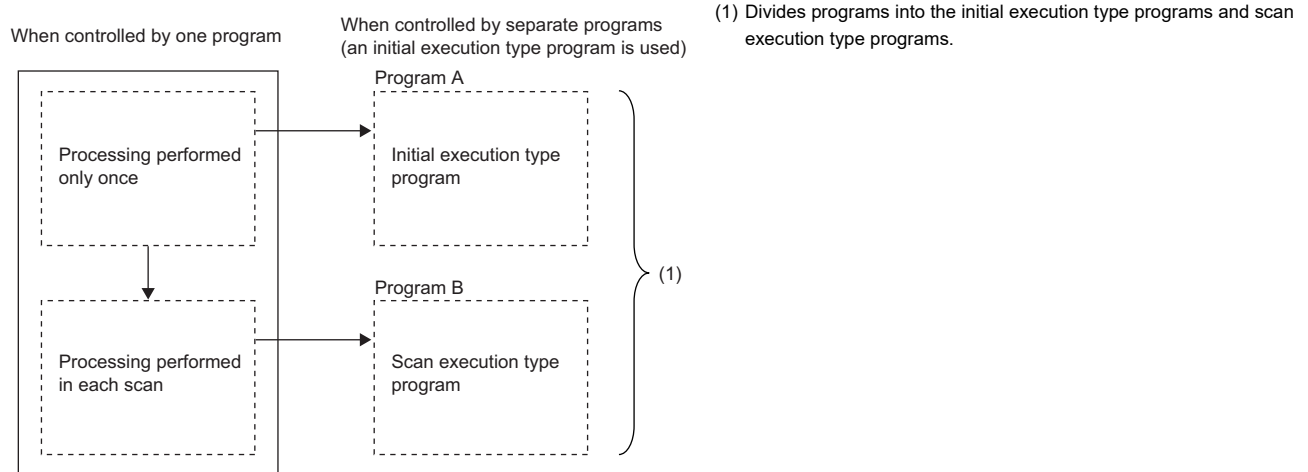 When controlled by one program
When controlled by separate programs
(an initial execution type program is used)
Program A
Processing performed
only once
Initial execution type
program
Program B
Processing performed
in each scan
Scan execution type
program
(1)
(1) Divides programs into the initial execution type programs and scan
execution type programs.